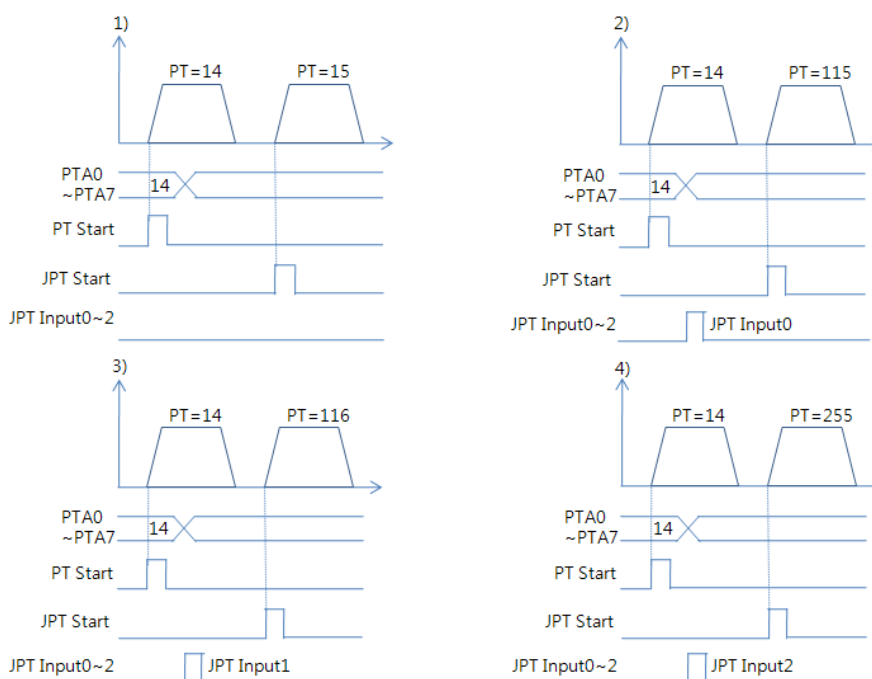 1)
PT=14 PT=15
PTA0
~PTA7 14
PT Start
JPT Start
JPT Input0~2
2)
PT=14 PT=115
PTA0
~PTA7 14
PT Start
JPT Start
JPT Input0~2 JPT Input0
3)
PT=14 PT=116
PTA0
~PTA7 14
PT Start
JPT Start
JPT Input0~2 JPT Input1
4)
PT=14 PT=255
PTA0
~PTA7 14
PT Start
JPT Start
JPT Input0~2 JPT Input2